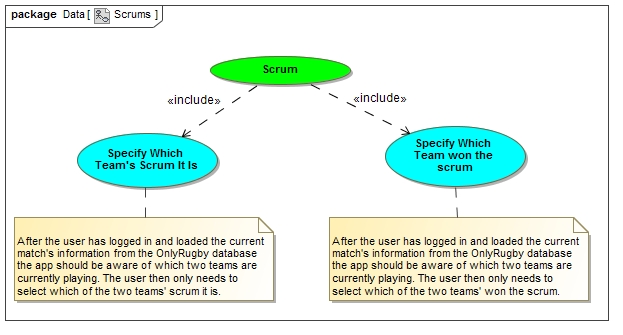 package Data [ Scrums ]
Scrum
«include»
«include»
Specify Which
Team's Scrum It Is
Specify Which
Team won the
scrum
After the user has logged in and loaded the current
match's information from the OnlyRugby database
the app should be aware of which two teams are
currently playing. The user then only needs to
select which of the two teams' scrum it is.
After the user has logged in and loaded the current
match's information from the OnlyRugby database
the app should be aware of which two teams are
currently playing. The user then only needs to
select which of the two teams' won the scrum.